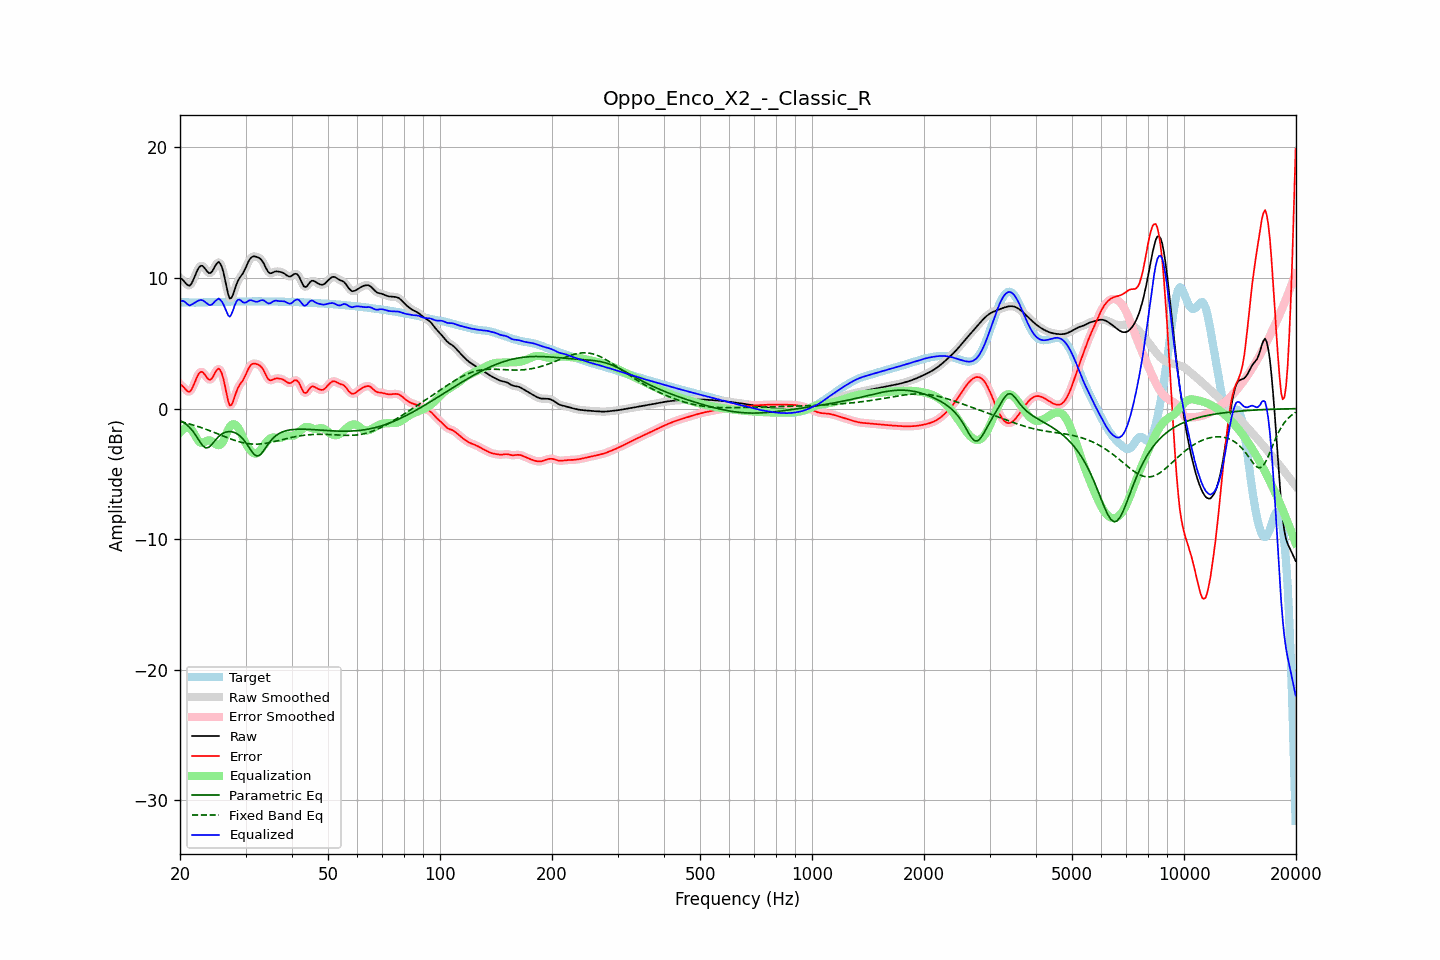 Oppo_Enco_X2_-_Classic_R
20
10
0
−10
−20
−30
Amplitude (dBr)
Target
Raw Smoothed
Error Smoothed
Raw
Error
Equalization
Parametric Eq
Fixed Band Eq
Equalized
20 50 100 200 500 1000 2000 5000 10000 20000
Frequency (Hz)